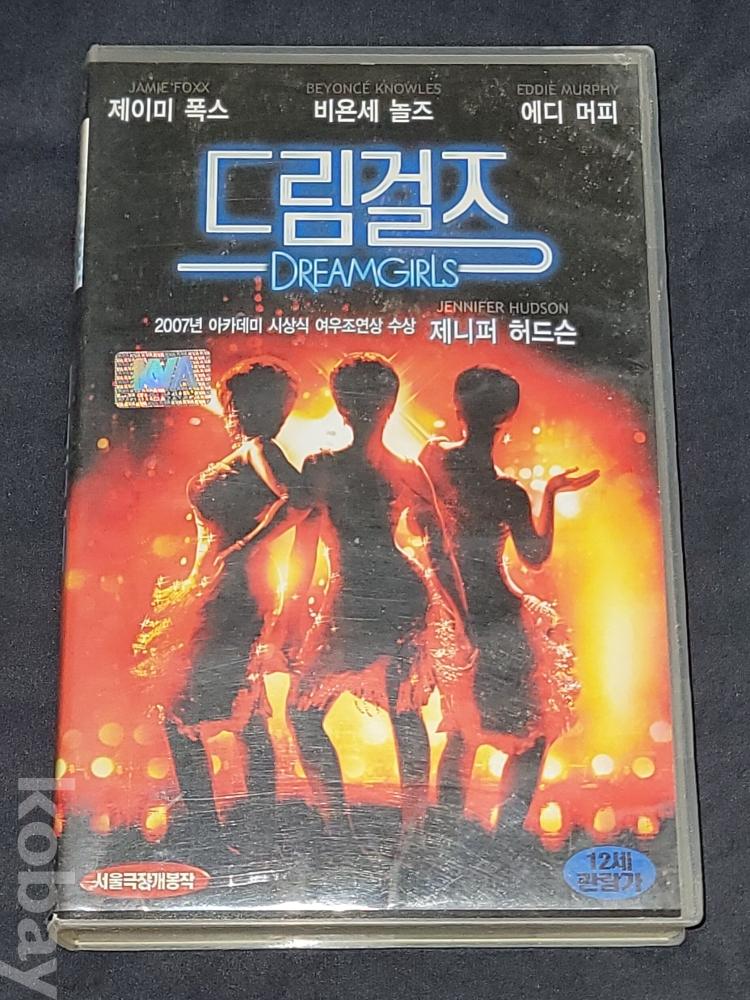 JAMIE FOXX BEYONCÉ KNOWLES EDDIE MURPHY
제이미 폭스 비욘세 놀즈 에디 머피
드림걸즈
DREAMGIRLS
JENNIFER HUDSON
2007년 아카데미 시상식 여우조연상 수상 제니퍼 허드슨
서울극장개봉작
12세
관람가
kobay